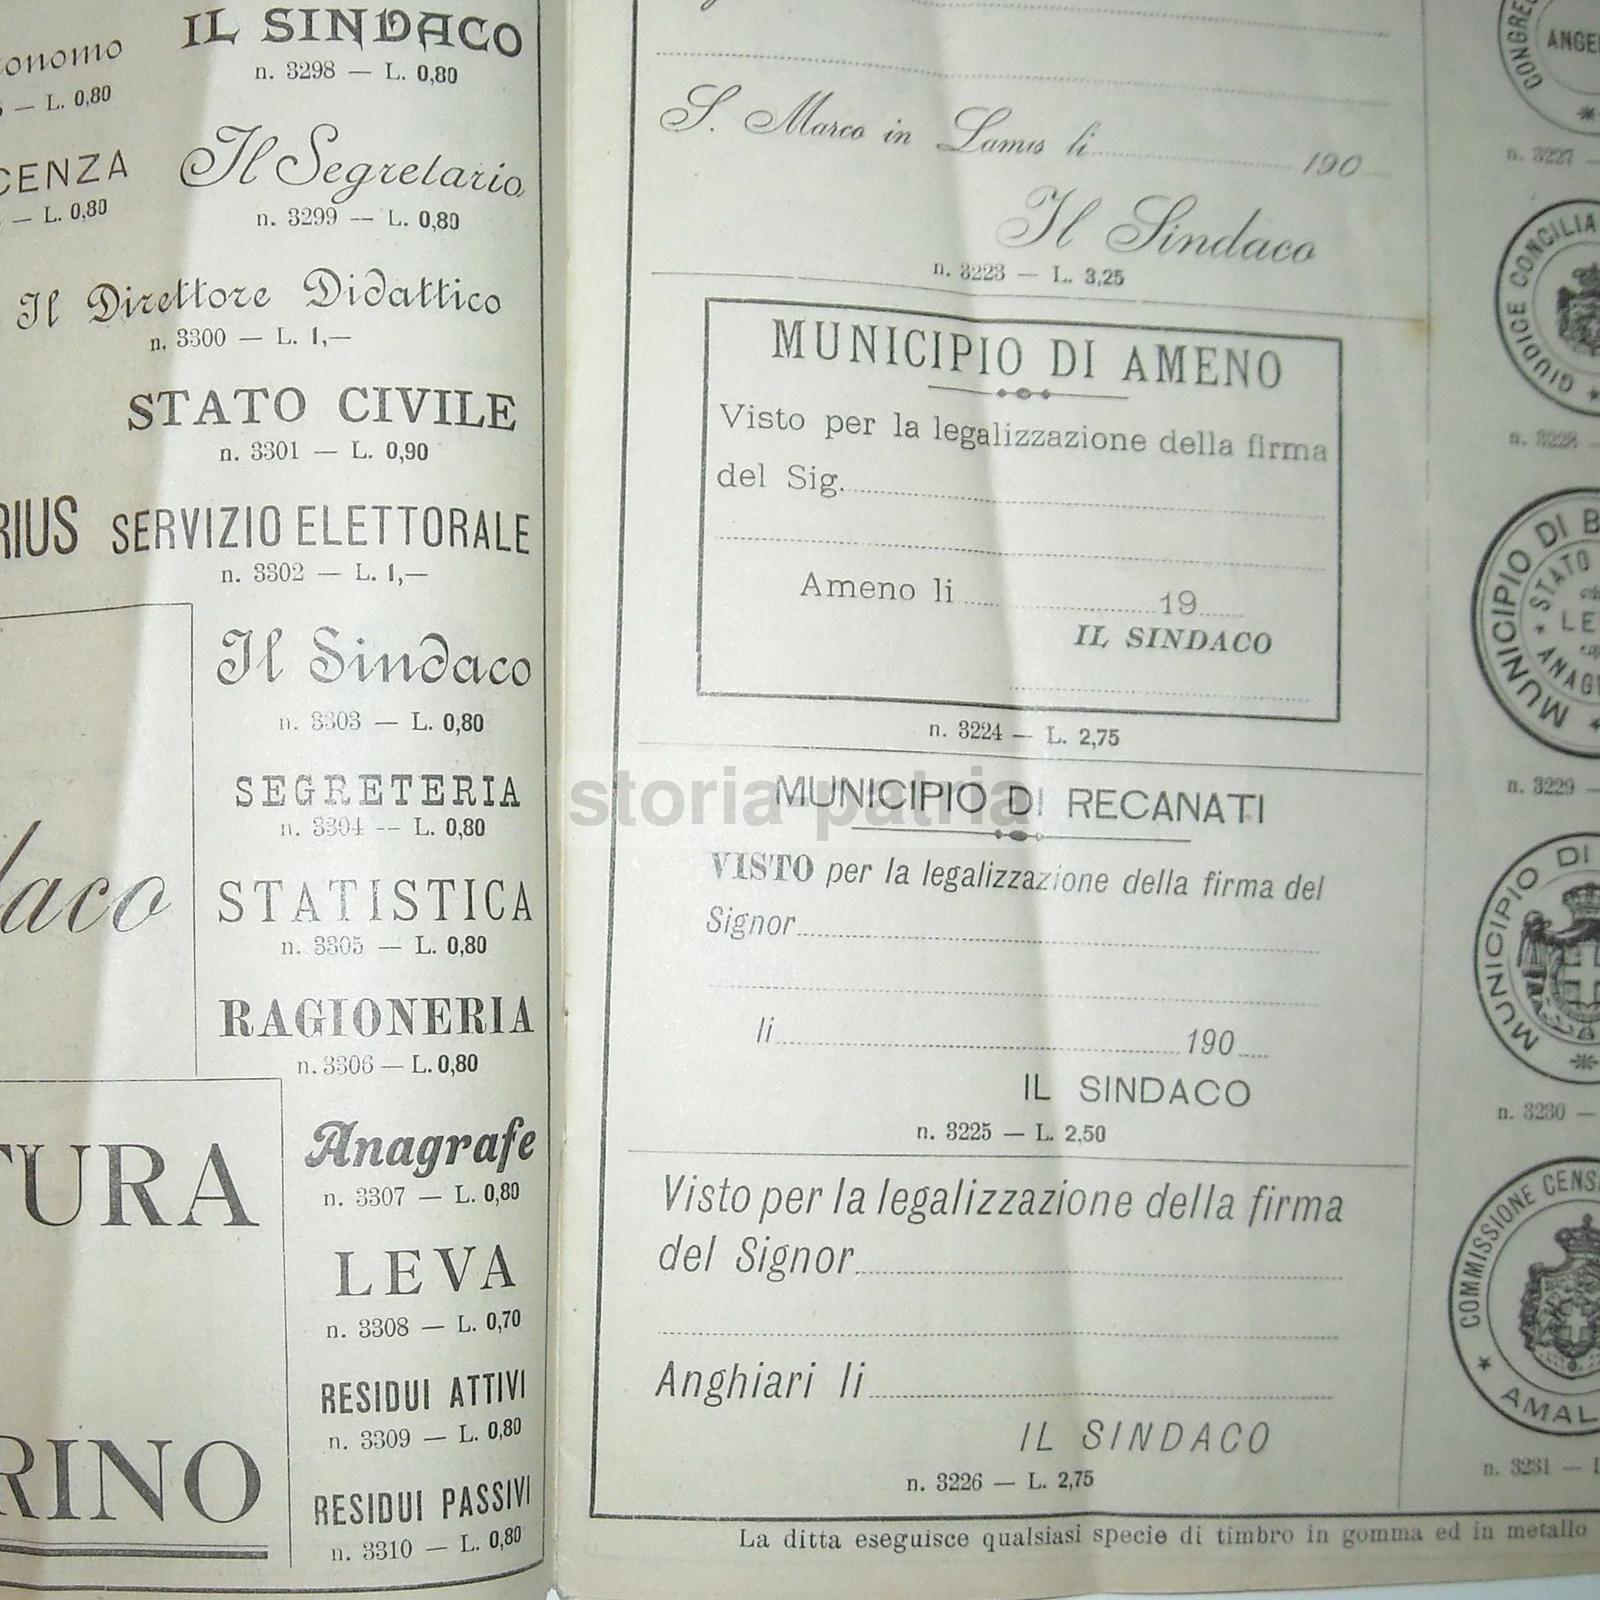 onomo
— L. 0,80
CENZA
— L. 0,80
IL SINDACO
n. 3298 — L. 0,80
Il Segretario
n. 3299 — L. 0,80
Il Direttore Didattico
n. 3300 — L. 1,—
STATO CIVILE
n. 3301 — L. 0,90
RIUS
SERVIZIO ELETTORALE
n. 3302 — L. 1,—
Il Sindaco
n. 3303 — L. 0,80
SEGRETERIA
n. 3304 -- L. 0,80
daco
STATISTICA
n. 3305 — L. 0,80
RAGIONERIA
n. 3306 — L. 0,80
TURA
Anagrafe
n. 3307 — L. 0,80
LEVA
n. 3308 — L. 0,70
RESIDUI ATTIVI
n. 3309 — L. 0,80
RINO
RESIDUI PASSIVI
n. 3310 — L. 0,80
S. Marco in Lamis li 190
Il Sindaco
n. 3223 — L. 3,25
MUNICIPIO DI AMENO
Visto per la legalizzazione della firma
del Sig.
Ameno li 19
IL SINDACO
n. 3224 — L. 2,75
storia-patria
MUNICIPIO DI RECANATI
VISTO per la legalizzazione della firma del
Signor
li 190
IL SINDACO
n. 3225 — L. 2,50
Visto per la legalizzazione della firma
del Signor
Anghiari li
IL SINDACO
n. 3226 — L. 2,75
La ditta eseguisce qualsiasi specie di timbro in gomma ed in metallo
CONGRE
ANGE
n. 3227 —
GIUDICE CONCILIA
n. 3228 —
MUNICIPIO DI B
STATO
LE
ANAG
n. 3229 —
MUNICIPIO DI
n. 3230 —
COMMISSIONE CENS
AMAL
n. 3231 — L